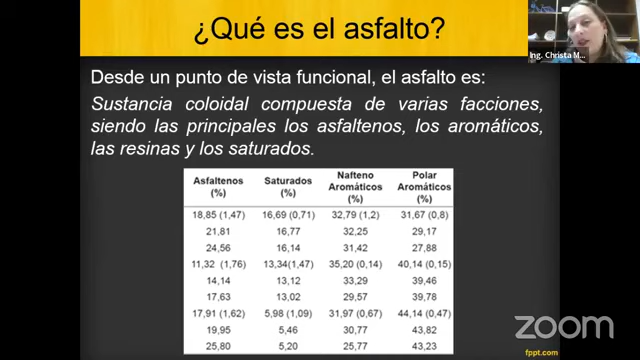 ¿Qué es el asfalto?
Ing. Christa M...
Desde un punto de vista funcional, el asfalto es:
Sustancia coloidal compuesta de varias facciones,
siendo las principales los asfaltenos, los aromáticos,
las resinas y los saturados.
Asfaltenos (%) Saturados (%) Nafteno Aromáticos (%) Polar Aromáticos (%)
18,85 (1,47) 16,69 (0,71) 32,79 (1,2) 31,67 (0,8)
21,81 16,77 32,25 29,17
24,56 16,14 31,42 27,88
11,32 (1,76) 13,34(1,47) 35,20 (0,14) 40,14 (0,15)
14,14 13,12 33,29 39,46
17,63 13,02 29,57 39,78
17,91 (1,62) 5,98 (1,09) 31,97 (0,67) 44,14 (0,47)
19,95 5,46 30,77 43,82
25,80 5,20 25,77 43,23
zoom
fppt.com